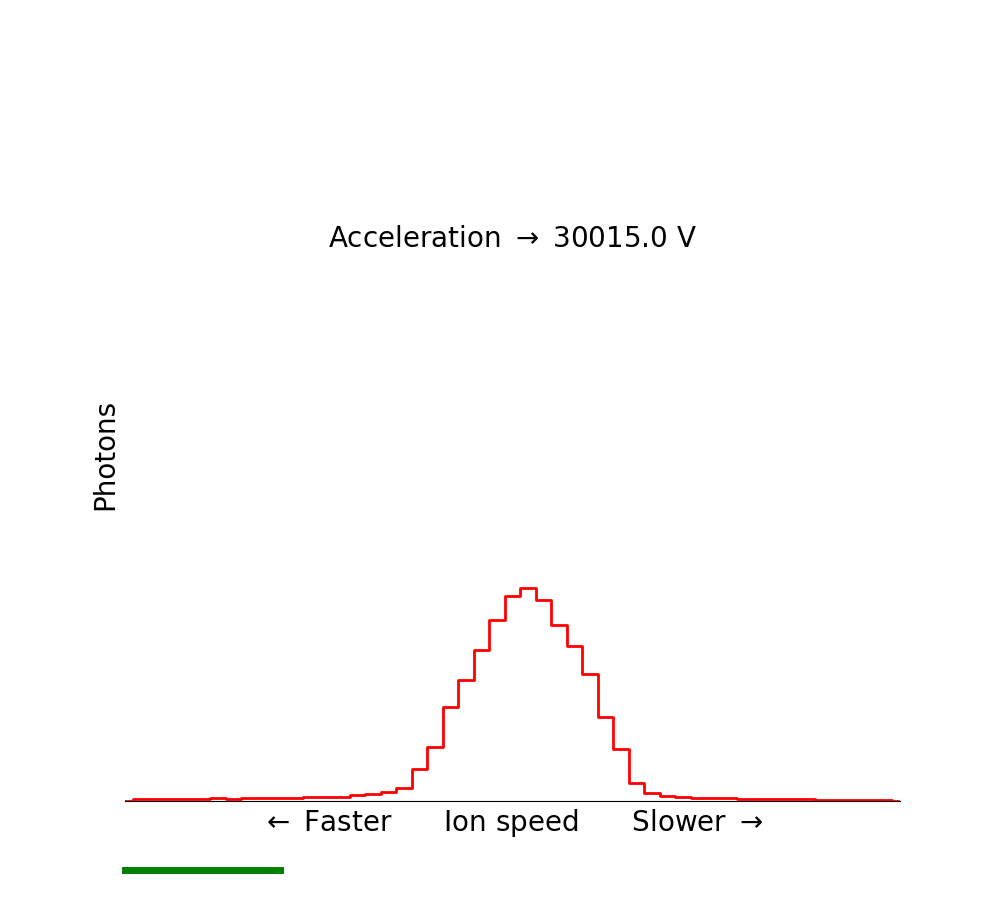 Acceleration → 30015.0 V
Photons
← Faster Ion speed Slower →